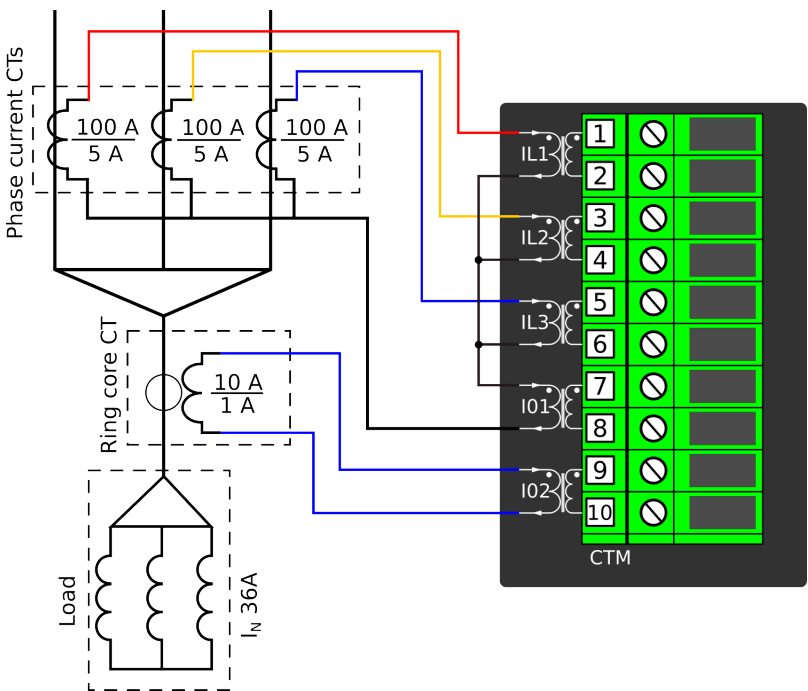 Phase current CTs
100 A
5 A
100 A
5 A
100 A
5 A
IL1
1
2
IL2
3
4
IL3
5
6
I01
7
8
I02
9
10
CTM
Ring core CT
10 A
1 A
Load
IN 36A